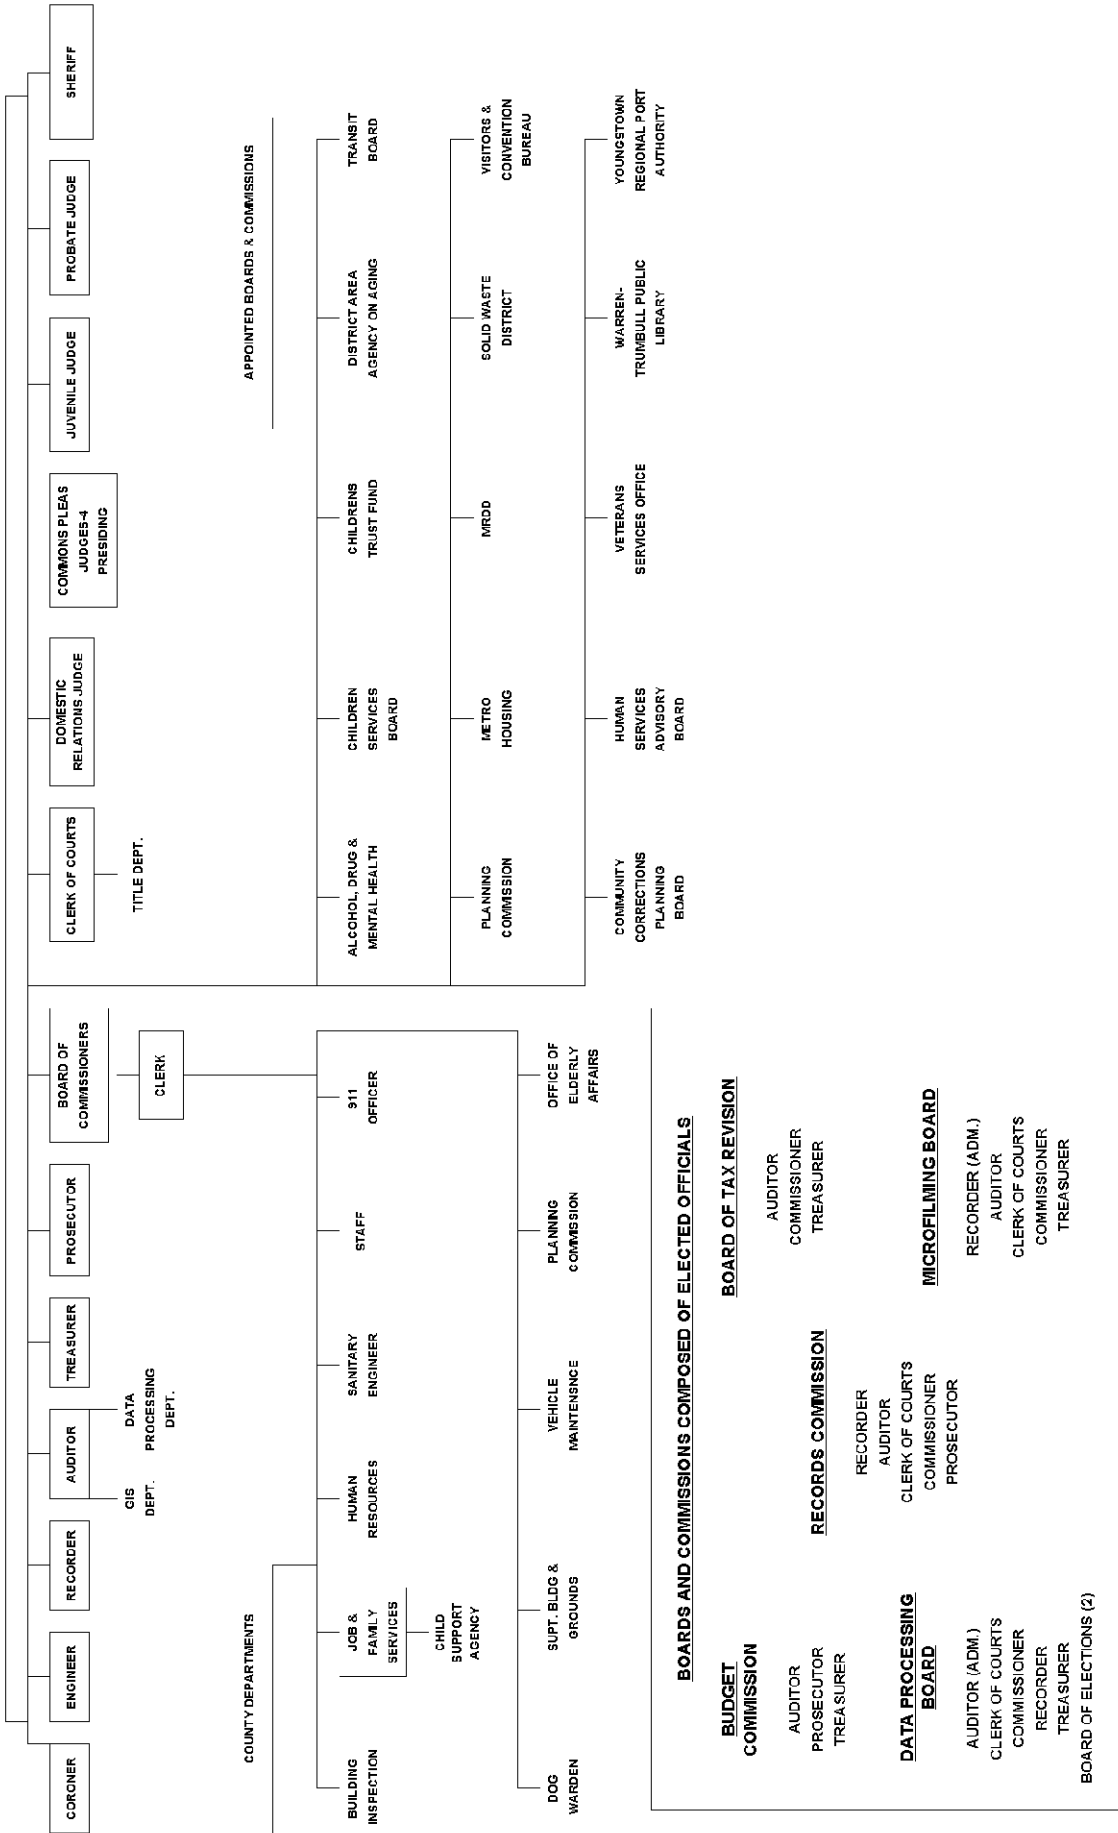 CORONER
ENGINEER
RECORDER
AUDITOR
TREASURER
PROSECUTOR
BOARD OF
COMMISSIONERS
CLERK OF COURTS
DOMESTIC
RELATIONS JUDGE
COMMONS PLEAS
JUDGES-4
PRESIDING
JUVENILE JUDGE
PROBATE JUDGE
SHERIFF
GIS
DEPT.
DATA
PROCESSING
DEPT.
CLERK
TITLE DEPT.
COUNTY DEPARTMENTS
APPOINTED BOARDS & COMMISSIONS
BUILDING
INSPECTION
JOB &
FAMILY
SERVICES
CHILD
SUPPORT
AGENCY
HUMAN
RESOURCES
SANITARY
ENGINEER
STAFF
911
OFFICER
DOG
WARDEN
SUPT. BLDG &
GROUNDS
VEHICLE
MAINTENSNCE
PLANNING
COMMISSION
OFFICE OF
ELDERLY
AFFAIRS
ALCOHOL, DRUG &
MENTAL HEALTH
CHILDREN
SERVICES
BOARD
CHILDRENS
TRUST FUND
DISTRICT AREA
AGENCY ON AGING
TRANSIT
BOARD
PLANNING
COMMISSION
METRO
HOUSING
MRDD
SOLID WASTE
DISTRICT
VISITORS &
CONVENTION
BUREAU
COMMUNITY
CORRECTIONS
PLANNING
BOARD
HUMAN
SERVICES
ADVISORY
BOARD
VETERANS
SERVICES OFFICE
WARREN-
TRUMBULL PUBLIC
LIBRARY
YOUNGSTOWN
REGIONAL PORT
AUTHORITY
BOARDS AND COMMISSIONS COMPOSED OF ELECTED OFFICIALS
BUDGET
COMMISSION
AUDITOR
PROSECUTOR
TREASURER
BOARD OF TAX REVISION
AUDITOR
COMMISSIONER
TREASURER
RECORDS COMMISSION
RECORDER
AUDITOR
CLERK OF COURTS
COMMISSIONER
PROSECUTOR
DATA PROCESSING
BOARD
AUDITOR (ADM.)
CLERK OF COURTS
COMMISSIONER
RECORDER
TREASURER
BOARD OF ELECTIONS (2)
MICROFILMING BOARD
RECORDER (ADM.)
AUDITOR
CLERK OF COURTS
COMMISSIONER
TREASURER